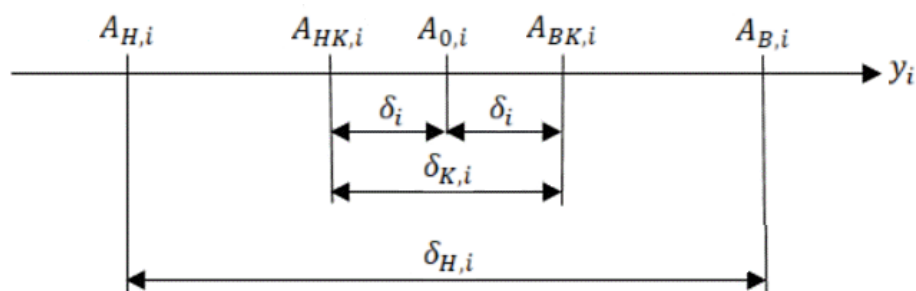 A_{H,i} A_{HK,i} A_{0,i} A_{BK,i} A_{B,i}
y_i
δ_i δ_i
δ_{K,i}
δ_{H,i}